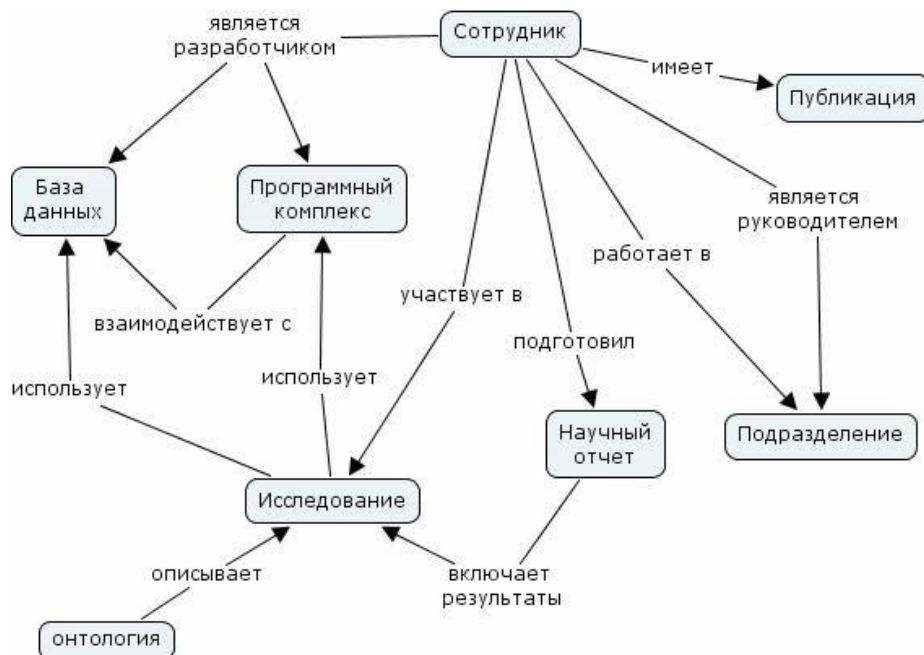 является
разработчиком
Сотрудник
имеет
Публикация
База
данных
Программный
комплекс
является
руководителем
работает в
участвует в
взаимодействует с
подготовил
использует
использует
Научный
отчет
Подразделение
Исследование
описывает
включает
результаты
онтология